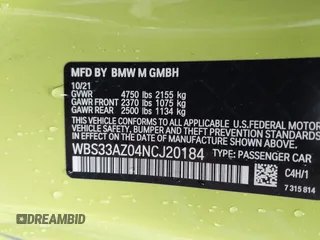 MFD BY BMW M GMBH
10/21
GVWR 4750 lbs 2155 kg
GAWR FRONT 2370 lbs 1075 kg
GAWR REAR 2500 lbs 1134 kg
THIS VEHICLE CONFORMS TO ALL
APPLICABLE U.S. FEDERAL MOTOR
VEHICLE SAFETY, BUMPER
THEFT PREVENTION STANDARDS
IN EFFECT ON THE DATE OF
MANUFACTURE SHOWN
WBS33AZ04NCJ20184 TYPE: PASSENGER CAR
C4H/1
7 315 814
DREAMBID